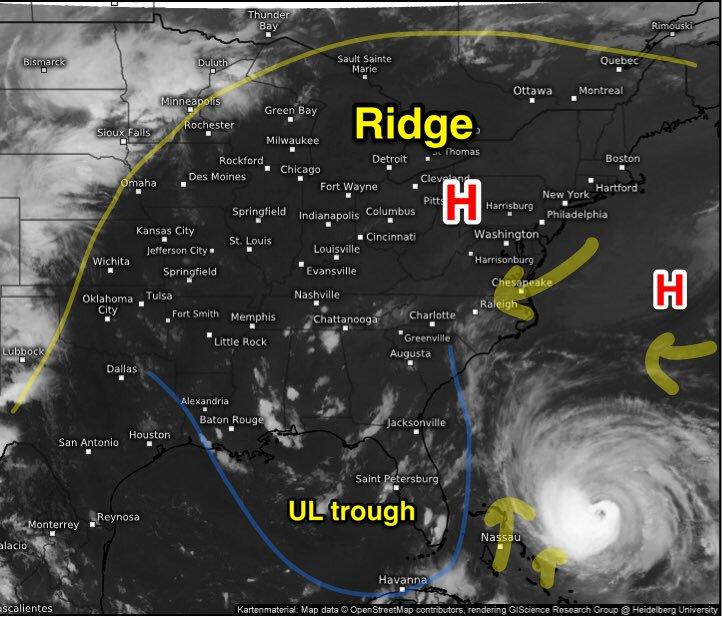 Thunder
Bay
Rimouski
Bismarck
Duluth
Sault Sainte
Marie
Quebec
Ottawa
Montreal
Minneapolis
Green Bay
Rochester
Sioux Falls
Ridge
Milwaukee
St Thomas
Boston
Rockford
Chicago
Detroit
Cleveland
Omaha
Des Moines
Fort Wayne
Hartford
New York
Harrisburg
H
Springfield
Indianapolis
Columbus
Philadelphia
Kansas City
Jefferson City
St. Louis
Cincinnati
Washington
Louisville
Harrisonburg
Wichita
Springfield
Evansville
Chesapeake
H
Oklahoma
City
Tulsa
Nashville
Raleigh
Fort Smith
Memphis
Chattanooga
Charlotte
Little Rock
Greenville
Lubbock
Augusta
Dallas
Alexandria
Baton Rouge
Jacksonville
San Antonio
Houston
Saint Petersburg
UL trough
Reynosa
Monterrey
Nassau
Havanna
Kartenmaterial: Map data © OpenStreetMap contributors, rendering GIScience Research Group @ Heidelberg University